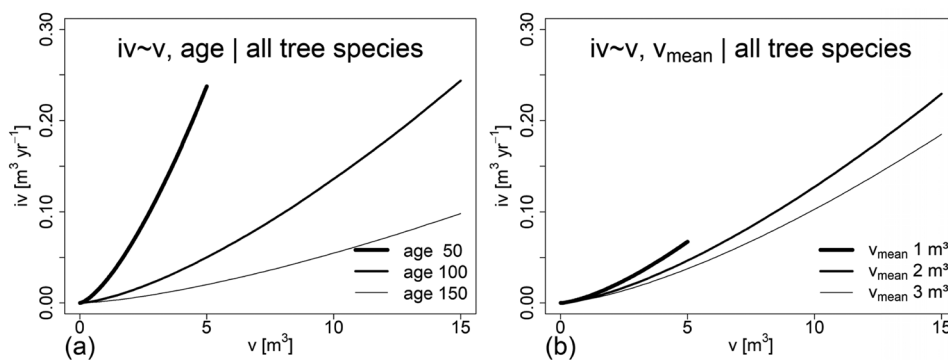 iv~v, age | all tree species
iv [m³ yr⁻¹]
0.30
0.20
0.10
0.00
age 50
age 100
age 150
0 5 10 15
(a)
v [m³]
iv~v, vmean | all tree species
iv [m³ yr⁻¹]
0.30
0.20
0.10
0.00
vmean 1 m³
vmean 2 m³
vmean 3 m³
0 5 10 15
(b)
v [m³]